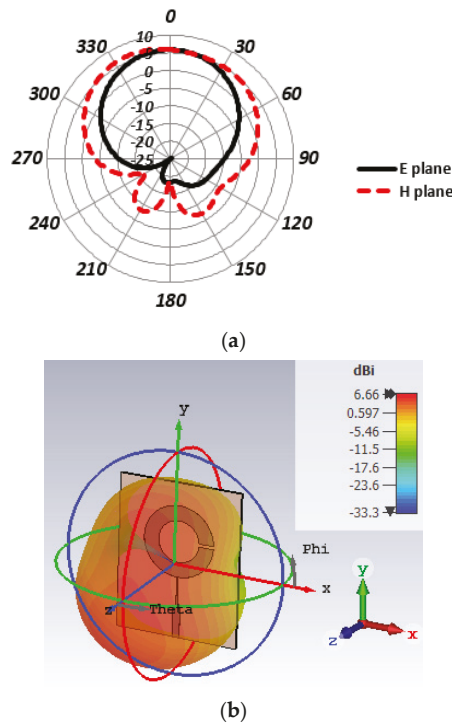 0
330
30
10
5
0
-5
-10
-15
-20
-25
300
60
270
90
240
120
210
150
180
E plane
H plane
(a)
dBi
6.66
0.597
-5.46
-11.5
-17.6
-23.6
-33.3
y
Phi
x
z
Theta
y
z
x
(b)